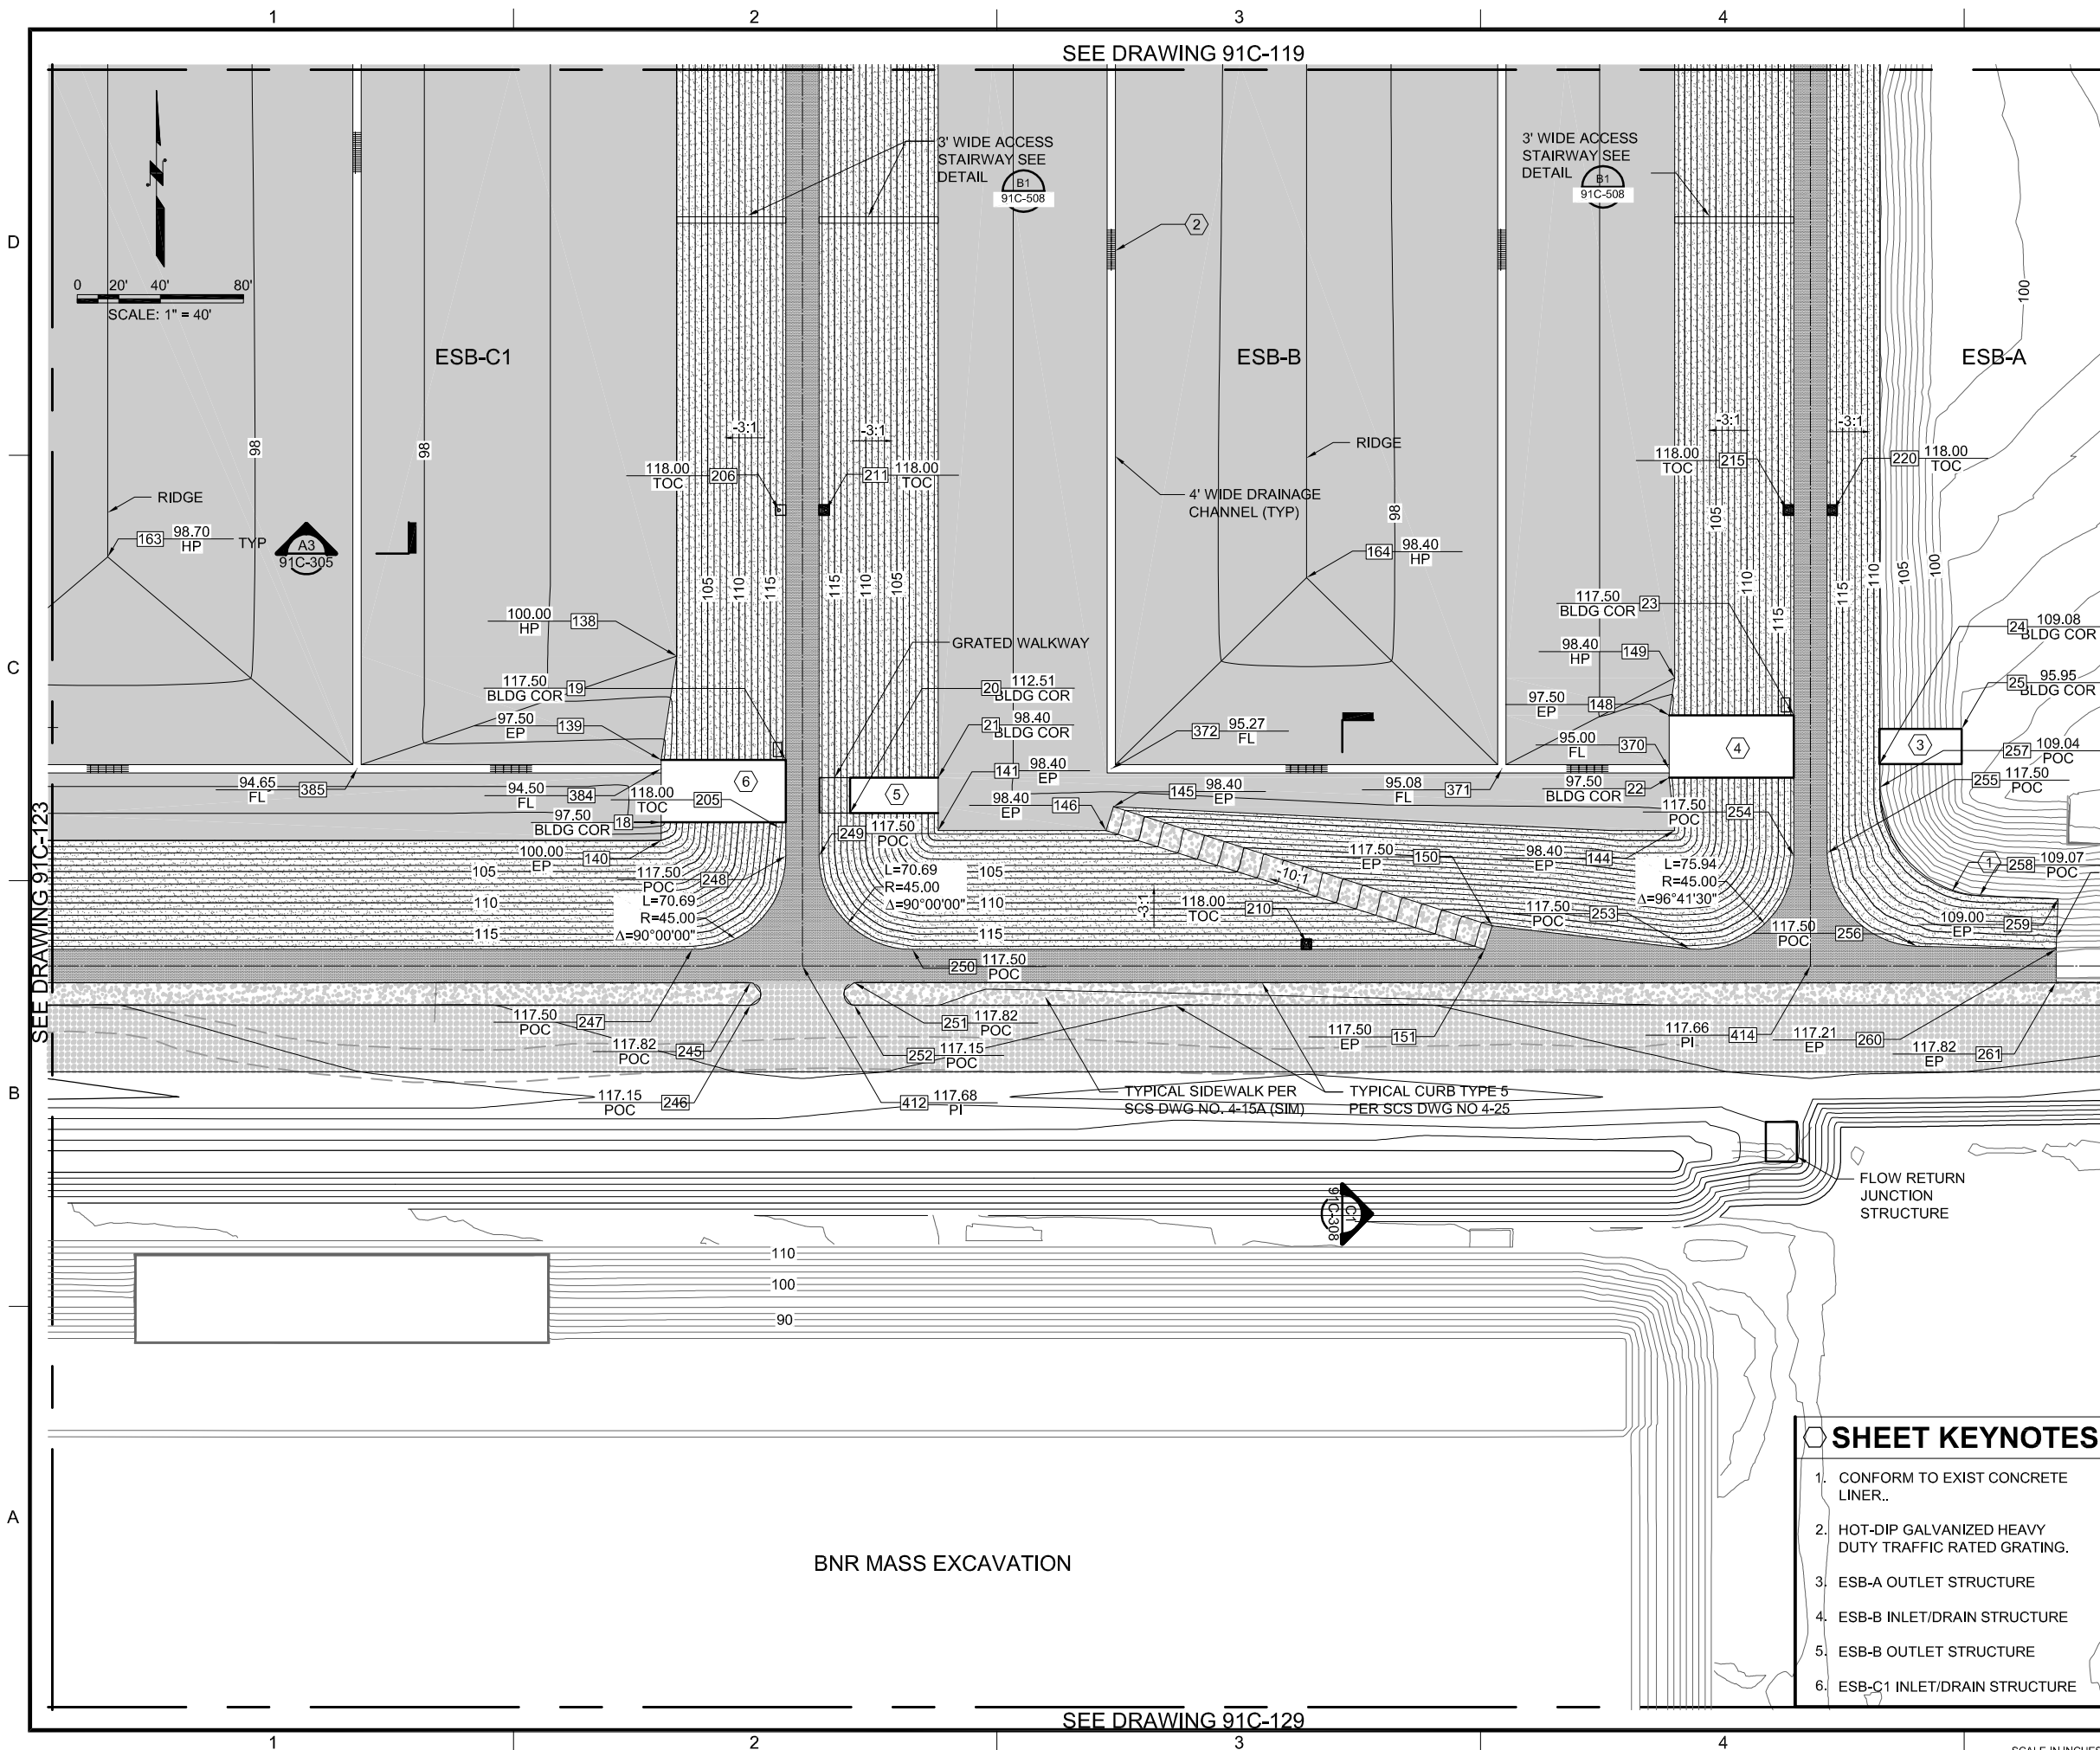 1
2
3
4
SEE DRAWING 91C-119
3' WIDE ACCESS
STAIRWAY SEE
DETAIL
B1
91C-508
3' WIDE ACCESS
STAIRWAY SEE
DETAIL
B1
91C-508
2
D
0 20' 40' 80'
SCALE: 1" = 40'
100
ESB-C1
ESB-B
ESB-A
-3:1
-3:1
-3:1
-3:1
98
98
RIDGE
118.00
TOC
206
211
118.00
TOC
118.00
TOC
215
220
118.00
TOC
RIDGE
4' WIDE DRAINAGE
CHANNEL (TYP)
98
105
163
98.70
HP
TYP
A3
91C-305
164
98.40
HP
105
110
115
115
110
105
110
115
115
110
105
100
100.00
HP
138
117.50
BLDG COR
23
24
109.08
BLDG COR
GRATED WALKWAY
98.40
HP
149
C
117.50
BLDG COR
19
20
112.51
BLDG COR
25
95.95
BLDG COR
97.50
EP
139
21
98.40
BLDG COR
372
95.27
FL
97.50
EP
148
95.00
FL
370
4
3
257
109.04
POC
94.65
FL
385
94.50
FL
384
6
118.00
TOC
205
5
141
98.40
EP
98.40
EP
146
145
98.40
EP
95.08
FL
371
97.50
BLDG COR
22
255
117.50
POC
97.50
BLDG COR
18
249
117.50
POC
117.50
POC
254
SEE DRAWING 91C-123
100.00
EP
140
105
117.50
POC
248
L=70.69
R=45.00
Δ=90°00'00"
L=70.69
R=45.00
Δ=90°00'00"
105
110
115
110
115
-10:1
-3:1
117.50
EP
150
98.40
EP
144
L=75.94
R=45.00
Δ=96°41'30"
1
258
109.07
POC
118.00
TOC
210
117.50
POC
253
117.50
POC
256
109.00
EP
259
250
117.50
POC
117.50
POC
247
251
117.82
POC
117.50
EP
151
117.66
PI
414
117.21
EP
260
117.82
POC
245
252
117.15
POC
117.82
EP
261
B
117.15
POC
246
412
117.68
PI
TYPICAL SIDEWALK PER
SCS DWG NO. 4-15A (SIM)
TYPICAL CURB TYPE 5
PER SCS DWG NO 4-25
FLOW RETURN
JUNCTION
STRUCTURE
C1
91C-308
110
100
90
SHEET KEYNOTES
1. CONFORM TO EXIST CONCRETE
LINER..
2. HOT-DIP GALVANIZED HEAVY
DUTY TRAFFIC RATED GRATING.
3. ESB-A OUTLET STRUCTURE
4. ESB-B INLET/DRAIN STRUCTURE
5. ESB-B OUTLET STRUCTURE
6. ESB-C1 INLET/DRAIN STRUCTURE
A
BNR MASS EXCAVATION
SEE DRAWING 91C-129
1
2
3
4